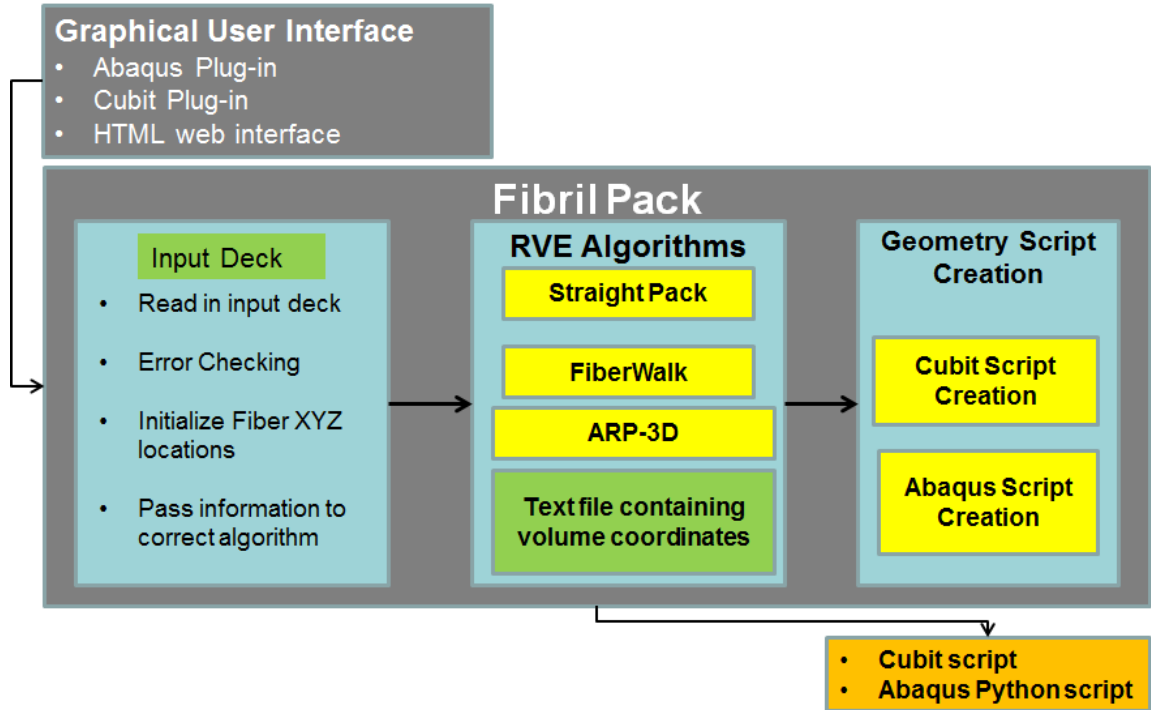 Graphical User Interface
• Abaqus Plug-in
• Cubit Plug-in
• HTML web interface
Fibril Pack
Input Deck
• Read in input deck
• Error Checking
• Initialize Fiber XYZ
locations
• Pass information to
correct algorithm
RVE Algorithms
Straight Pack
FiberWalk
ARP-3D
Text file containing
volume coordinates
Geometry Script
Creation
Cubit Script
Creation
Abaqus Script
Creation
• Cubit script
• Abaqus Python script